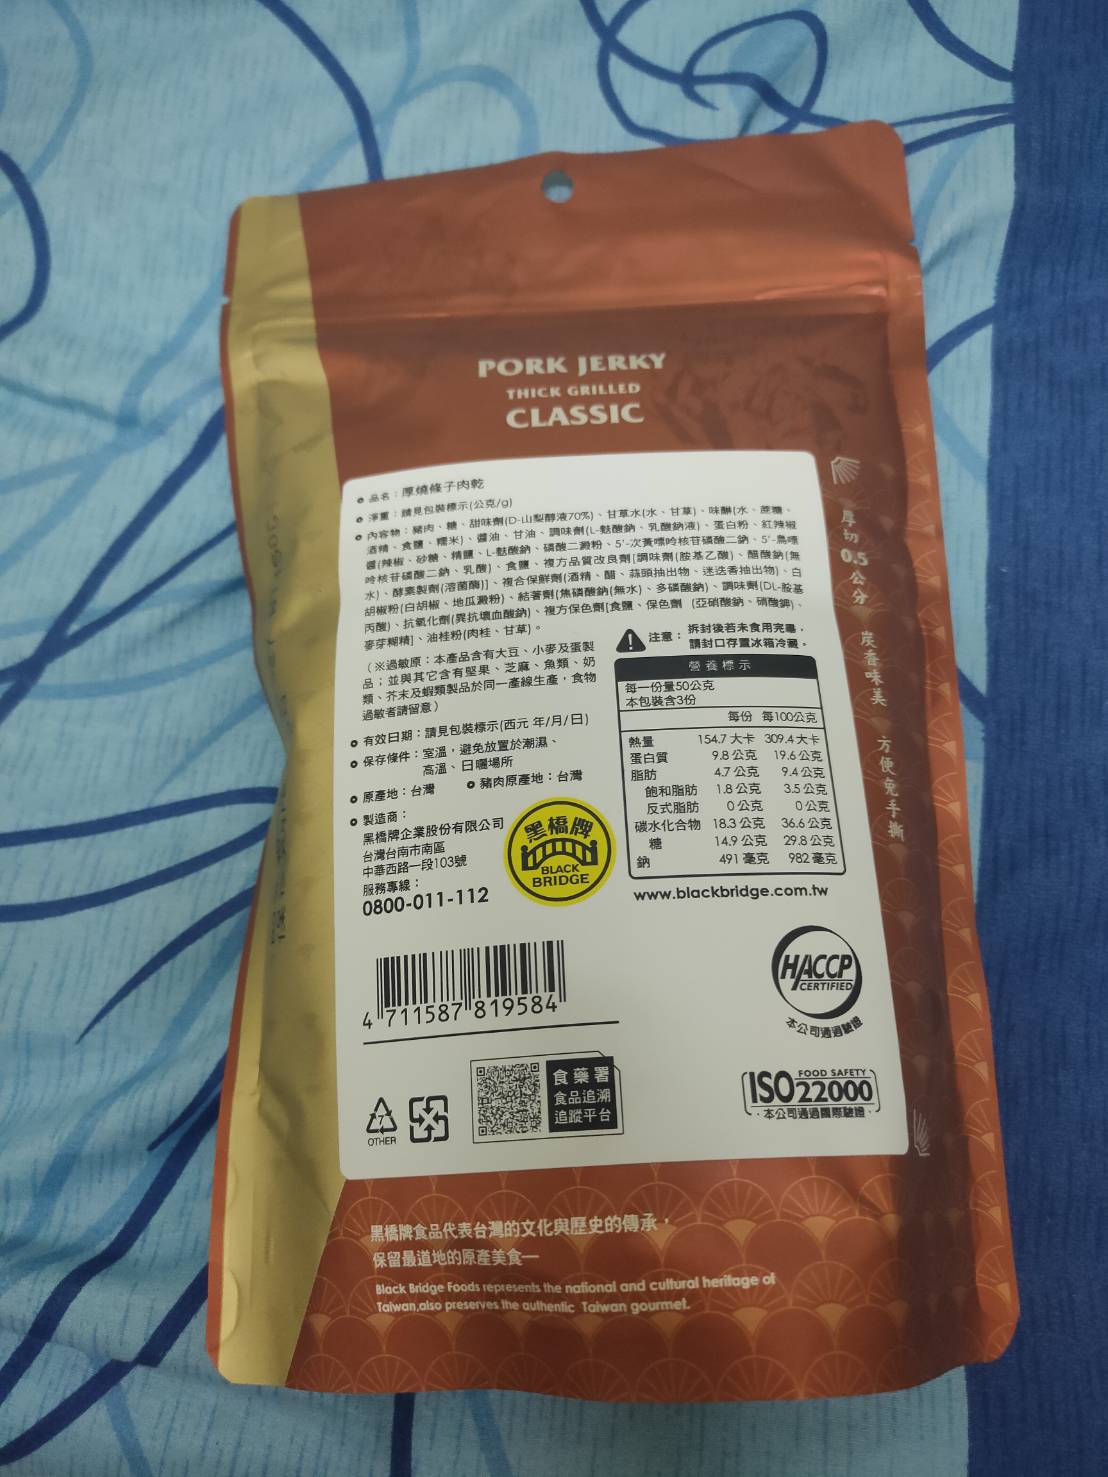 PORK JERKY
THICK GRILLED
CLASSIC
品名：厚燒條子肉乾
淨重：請見包裝標示(公克/g)
內容物：豬肉、糖、甜味劑(D-山梨醇液70%)、甘草水(水、甘草)、味醂(水、蔗糖、
酒精、食鹽、糯米)、醬油、甘油、調味劑(L-麩酸鈉、乳酸鈉液)、蛋白粉、紅辣椒
醬(辣椒、砂糖、精鹽、L-麩酸鈉、磷酸二澱粉、5'-次黃嘌呤核苷磷酸二鈉、5'-鳥嘌
呤核苷磷酸二鈉、乳酸)、食鹽、複方品質改良劑[調味劑(胺基乙酸)、醋酸鈉(無
水)、酵素製劑(溶菌酶)]、複合保鮮劑(酒精、醋、蒜頭抽出物、迷迭香抽出物)、白
胡椒粉(白胡椒、地瓜澱粉)、結著劑(焦磷酸鈉(無水)、多磷酸鈉)、調味劑(DL-胺基
丙酸)、抗氧化劑(異抗壞血酸鈉)、複方保色劑[食鹽、保色劑（亞硝酸鈉、硝酸鉀)、
麥芽糊精]、油桂粉(肉桂、甘草)。
（※過敏原：本產品含有大豆、小麥及蛋製
品；並與其它含有堅果、芝麻、魚類、奶
類、芥末及蝦類製品於同一產線生產，食物
過敏者請留意）
注意：
拆封後若未食用完畢，
請封口存置冰箱冷藏。
有效日期：請見包裝標示(西元 年/月/日)
保存條件：室溫，避免放置於潮濕、
高溫、日曬場所
原產地：台灣
豬肉原產地：台灣
製造商：
黑橋牌企業股份有限公司
台灣台南市南區
中華西路一段103號
服務專線：
0800-011-112
黑橋牌
BLACK
BRIDGE
營養標示
每一份量50公克
本包裝含3份
每份 每100公克
熱量 154.7 大卡 309.4 大卡
蛋白質 9.8 公克 19.6 公克
脂肪 4.7 公克 9.4 公克
飽和脂肪 1.8 公克 3.5 公克
反式脂肪 0 公克 0 公克
碳水化合物 18.3 公克 36.6 公克
糖 14.9 公克 29.8 公克
鈉 491 毫克 982 毫克
www.blackbridge.com.tw
4 711587 819584
HACCP
CERTIFIED
本公司通過驗證
7
OTHER
食藥署
食品追溯
追蹤平台
FOOD SAFETY
ISO22000
本公司通過國際驗證
厚切0.5公分 炭香味美 方便免手撕
黑橋牌食品代表台灣的文化與歷史的傳承，
保留最道地的原產美食—
Black Bridge Foods represents the national and cultural heritage of
Taiwan,also preserves the authentic Taiwan gourmet.